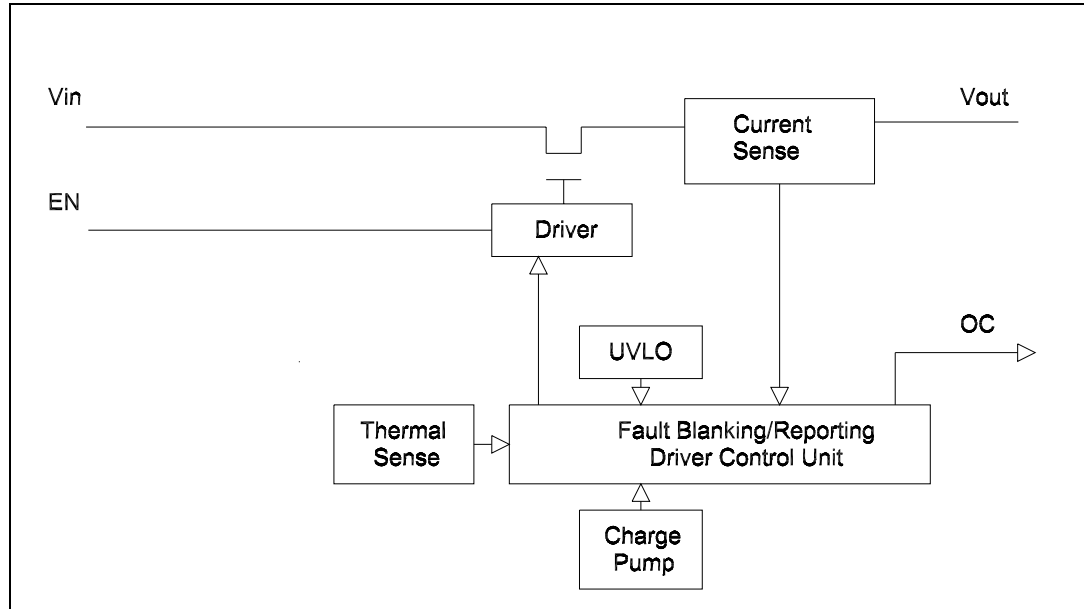 Vin
Current
Sense
Vout
EN
Driver
OC
UVLO
Thermal
Sense
Fault Blanking/Reporting
Driver Control Unit
Charge
Pump